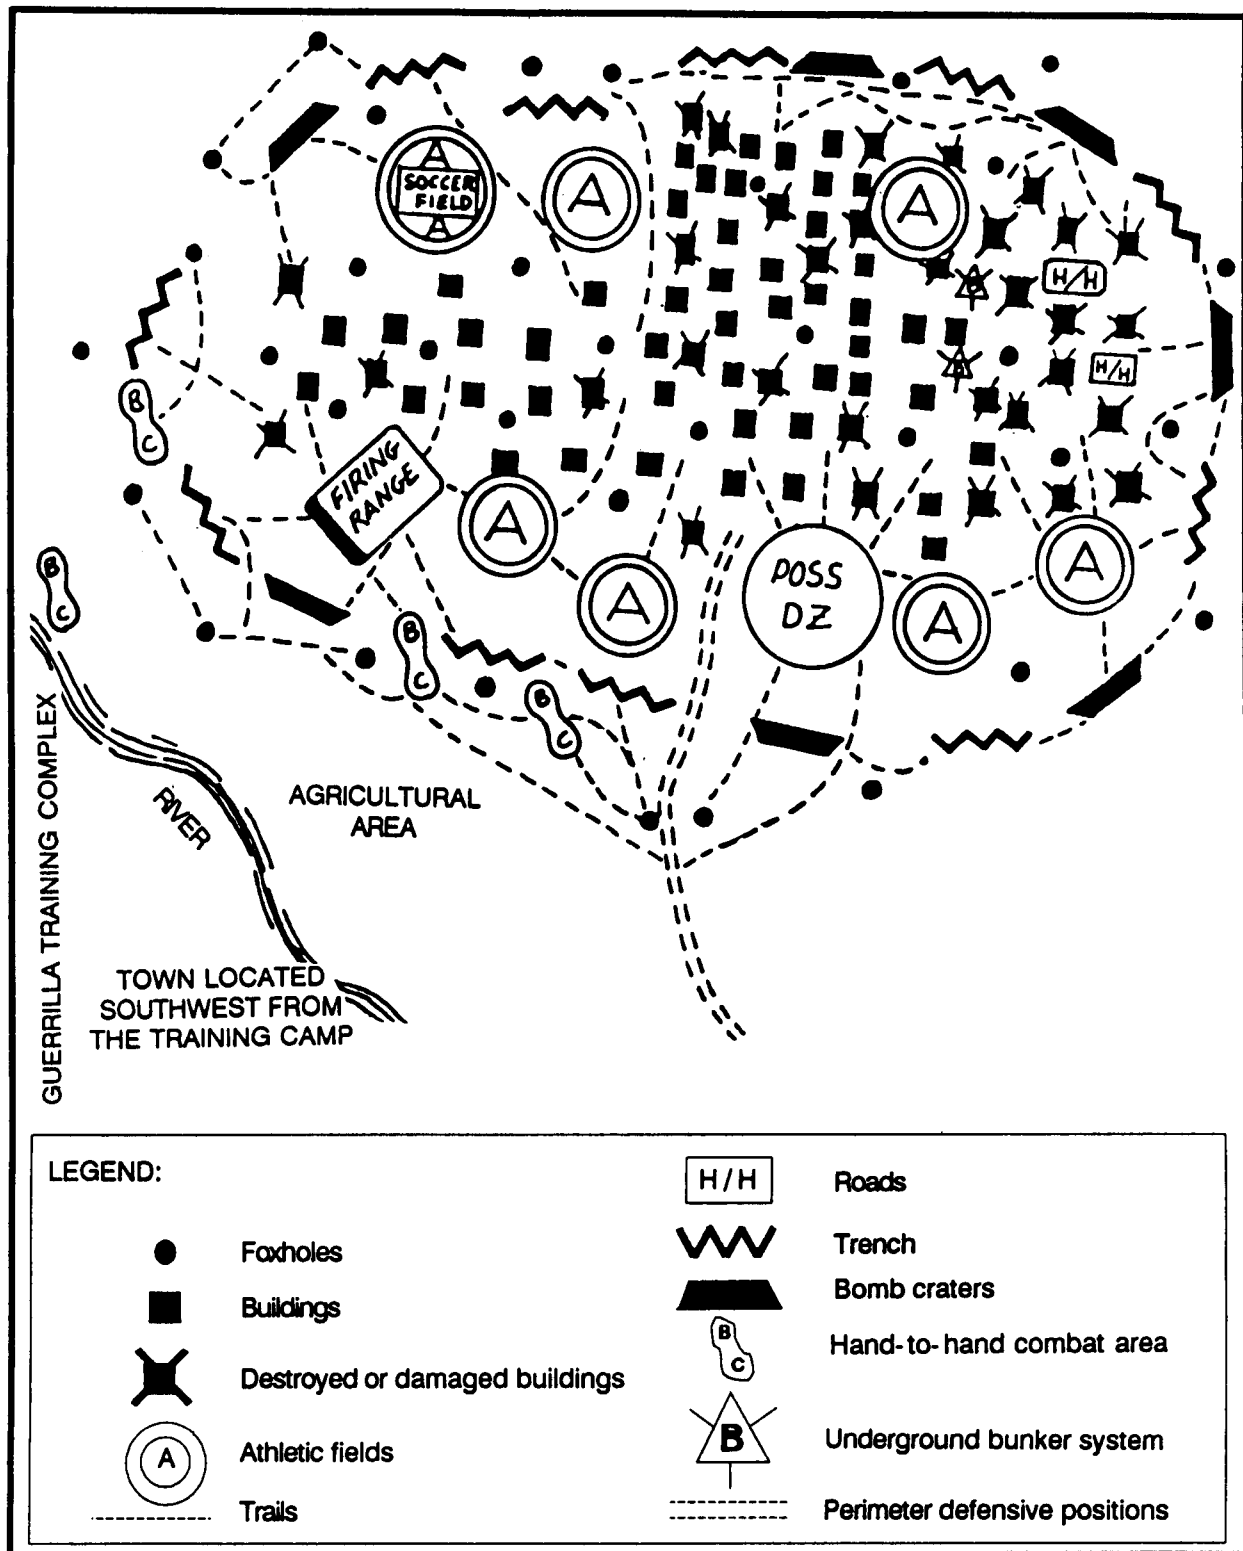 A
SOCCER
FIELD
A
A
A
H/H
B
H/H
B
B
C
FIRING
RANGE
A
A
POSS
DZ
A
A
B
C
B
C
B
C
GUERRILLA TRAINING COMPLEX
RIVER
AGRICULTURAL
AREA
TOWN LOCATED
SOUTHWEST FROM
THE TRAINING CAMP
LEGEND:
Foxholes
Buildings
Destroyed or damaged buildings
A
Athletic fields
Trails
H/H
Roads
Trench
Bomb craters
B
C
Hand-to-hand combat area
B
Underground bunker system
Perimeter defensive positions